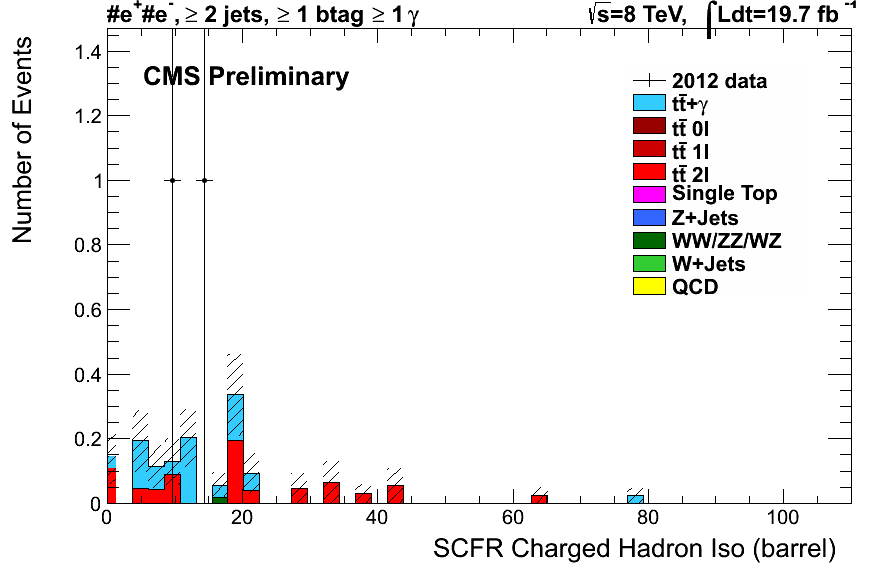 #e⁺#e⁻, ≥ 2 jets, ≥ 1 btag ≥ 1 γ
√s=8 TeV, ∫Ldt=19.7 fb⁻¹
CMS Preliminary
Number of Events
1.4
1.2
1
0.8
0.6
0.4
0.2
0
2012 data
tt̄+γ
tt̄ 0l
tt̄ 1l
tt̄ 2l
Single Top
Z+Jets
WW/ZZ/WZ
W+Jets
QCD
0 20 40 60 80 100
SCFR Charged Hadron Iso (barrel)